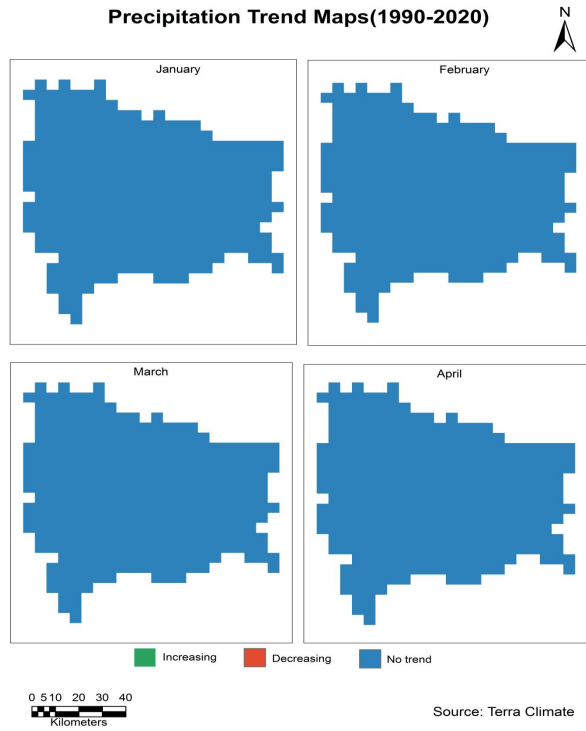 Precipitation Trend Maps(1990-2020)
N
January
February
March
April
Increasing
Decreasing
No trend
0 5 10 20 30 40
Kilometers
Source: Terra Climate